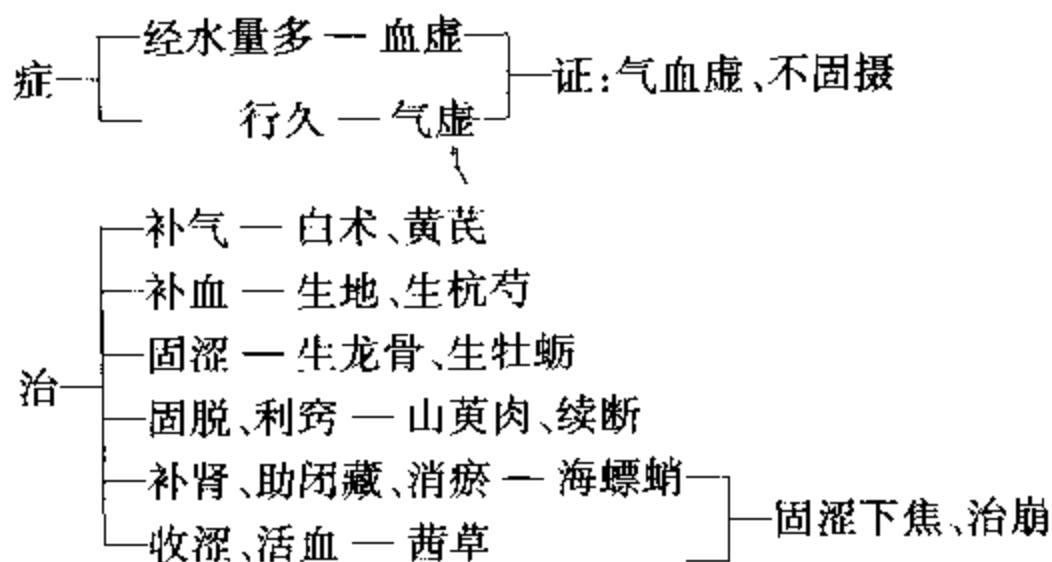 症
经水量多 — 血虚
行久 — 气虚
证:气血虚、不固摄
治
补气 — 白术、黄芪
补血 — 生地、生杭芍
固涩 — 生龙骨、生牡蛎
固脱、利窍 — 山萸肉、续断
补肾、助闭藏、消瘀 — 海螵蛸
收涩、活血 — 茜草
固涩下焦、治崩